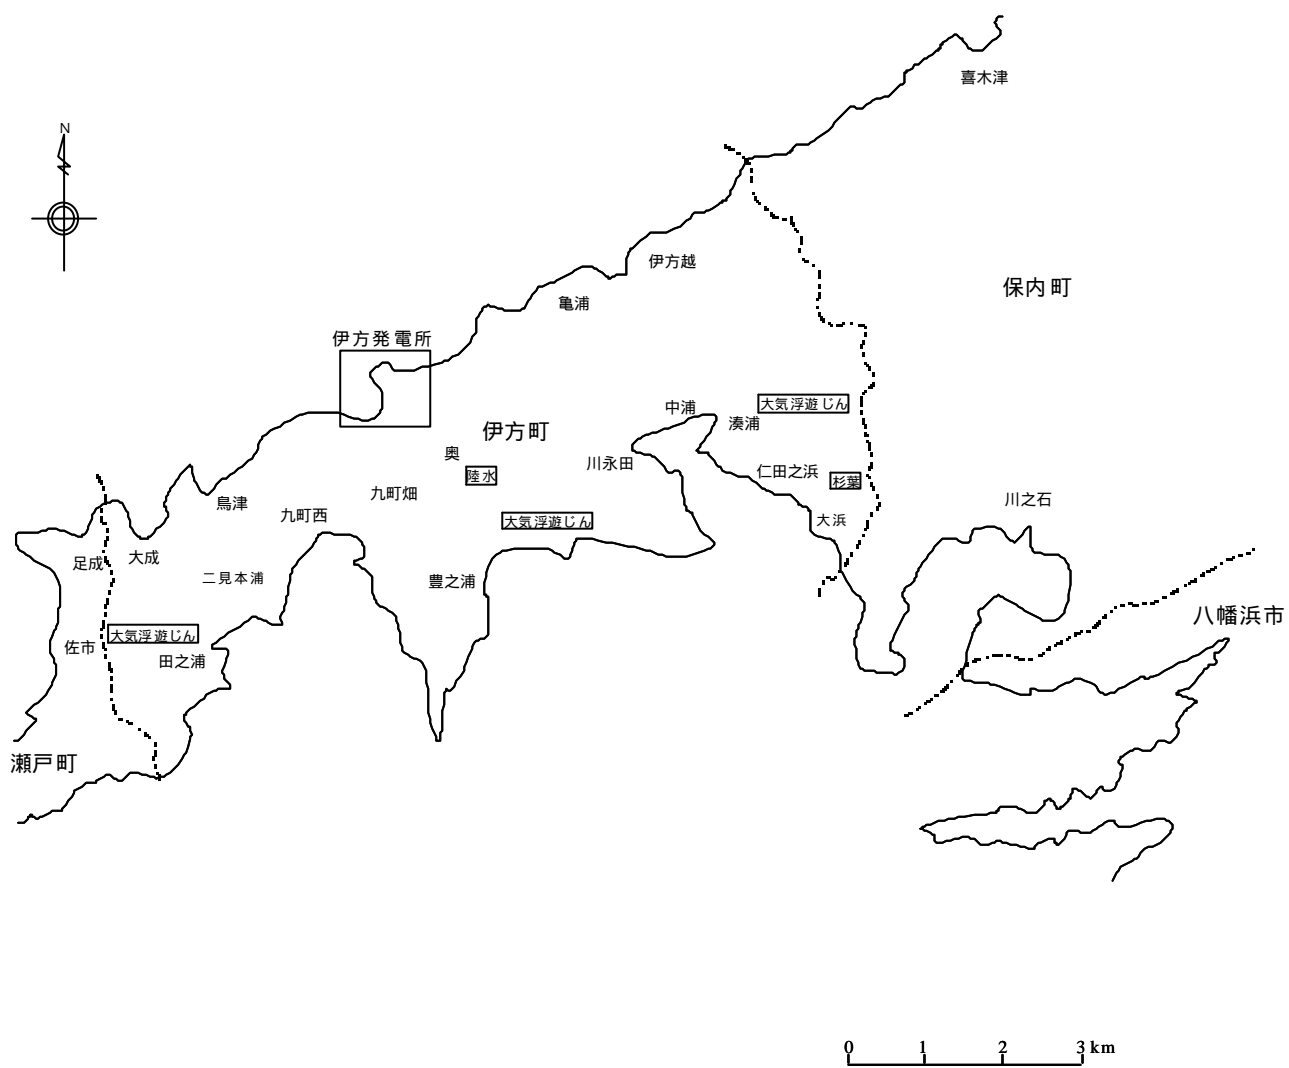 喜木津
N
伊方越
保内町
亀浦
伊方発電所
大気浮遊じん
中浦
湊浦
伊方町
奥
川永田
仁田之浜
陸水
杉葉
九町畑
川之石
鳥津
九町西
大気浮遊じん
大浜
大成
足成
二見本浦
豊之浦
八幡浜市
大気浮遊じん
佐市
田之浦
瀬戸町
0 1 2 3 km